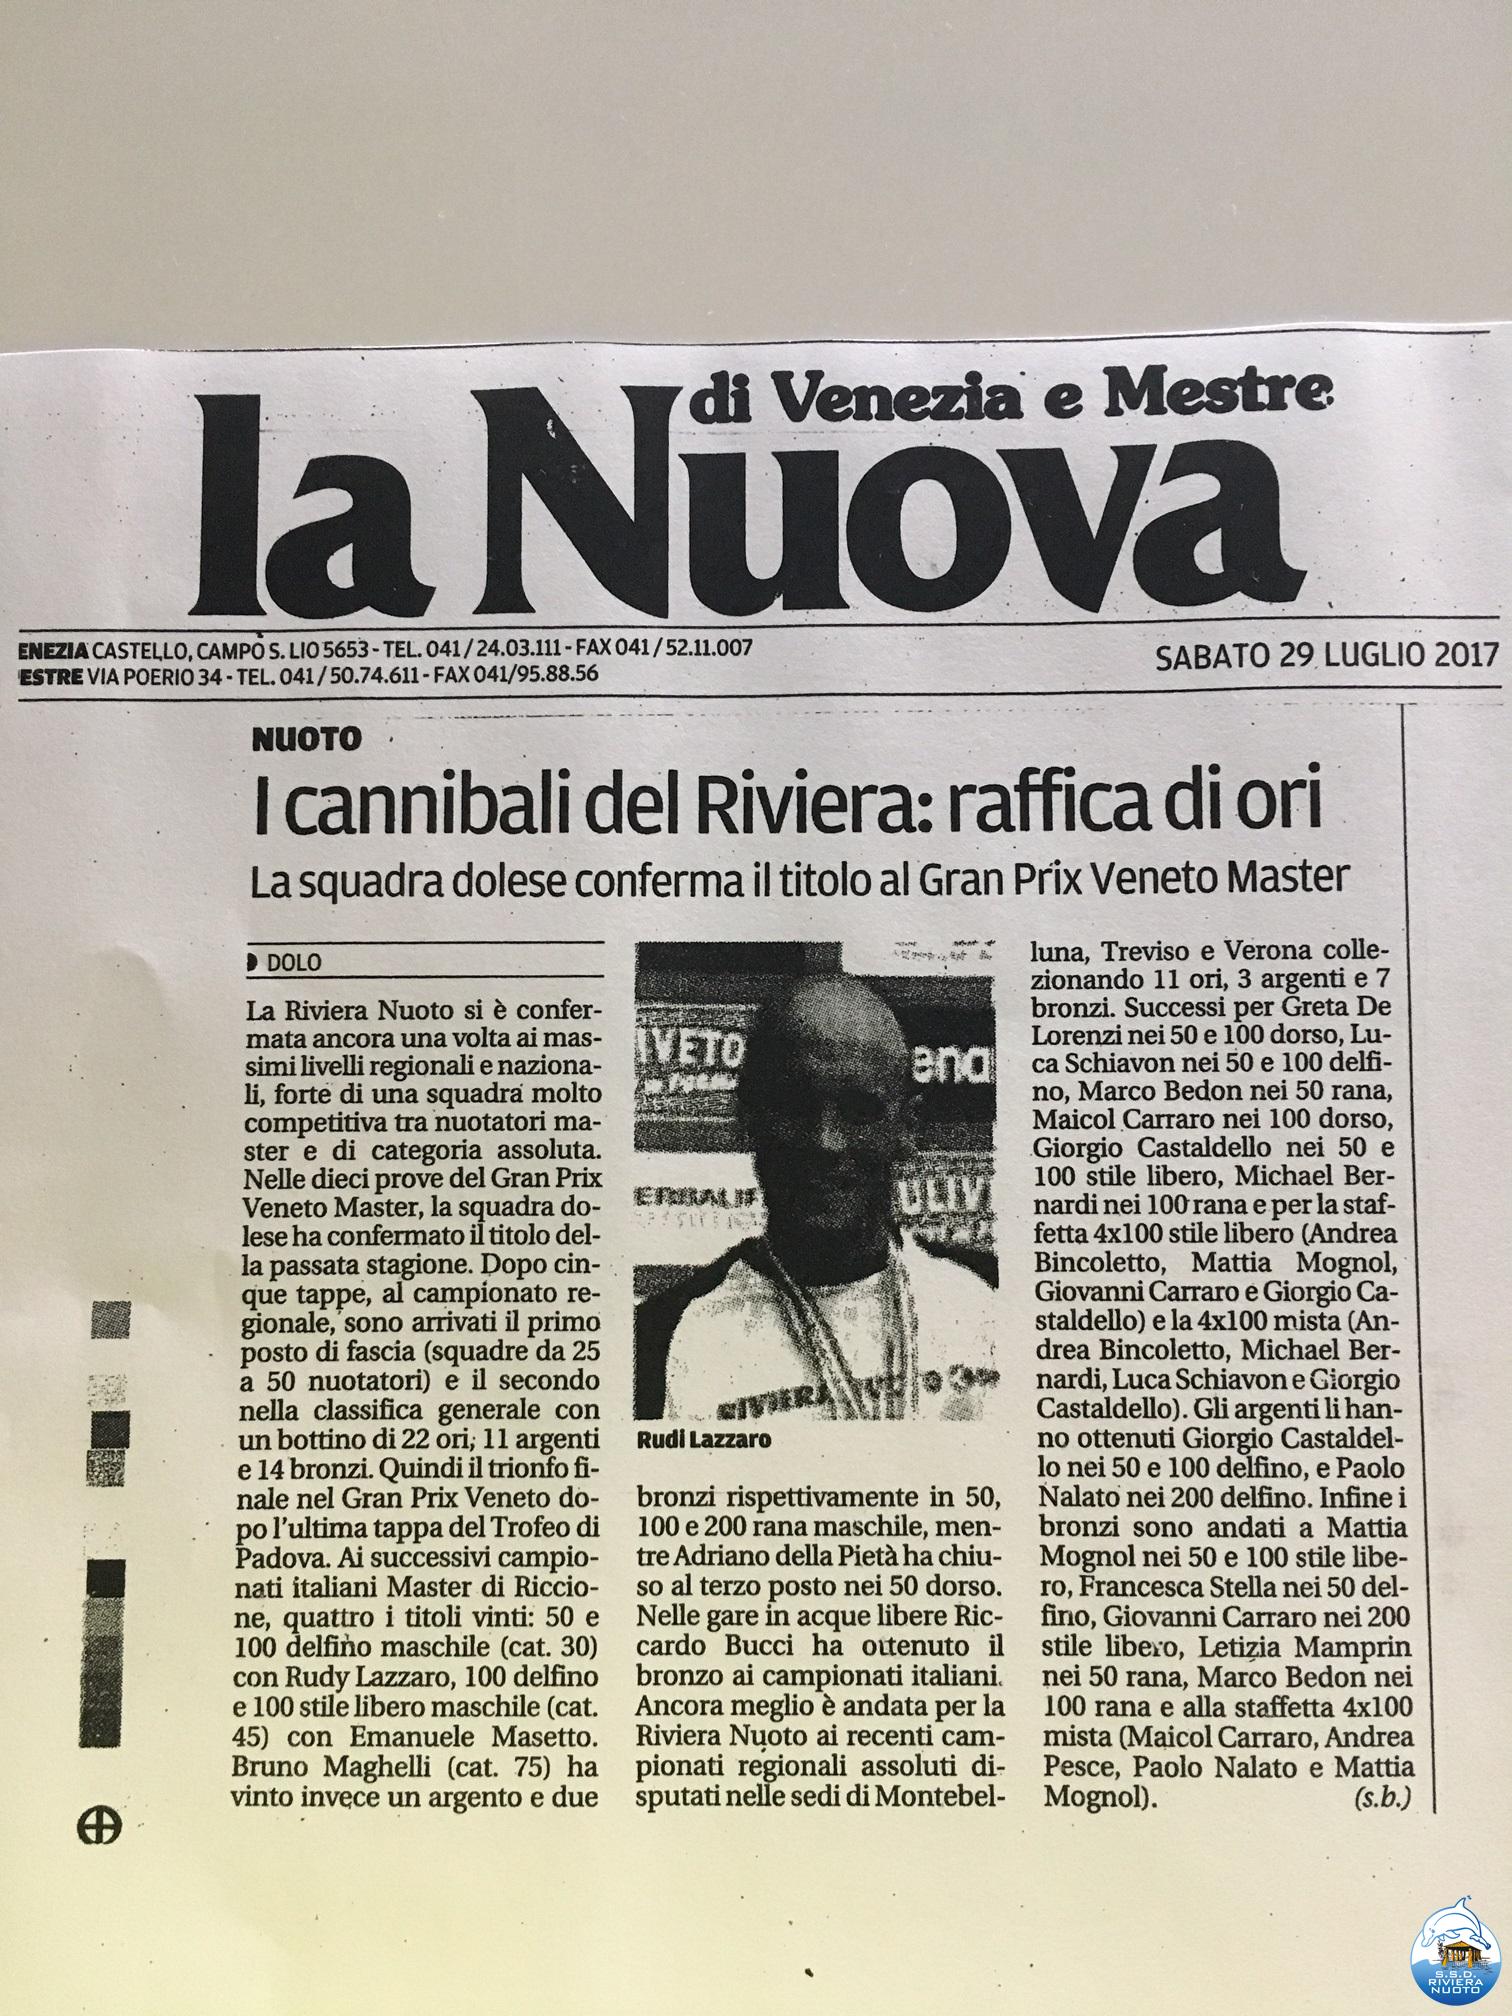 di Venezia e Mestre
la Nuova
ENEZIA CASTELLO, CAMPO S. LIO 5653 - TEL. 041/24.03.111 - FAX 041/52.11.007
ESTRE VIA POERIO 34 - TEL. 041/50.74.611 - FAX 041/95.88.56
SABATO 29 LUGLIO 2017
NUOTO
I cannibali del Riviera: raffica di ori
La squadra dolese conferma il titolo al Gran Prix Veneto Master
DOLO
La Riviera Nuoto si è confer-
mata ancora una volta ai mas-
simi livelli regionali e naziona-
li, forte di una squadra molto
competitiva tra nuotatori ma-
ster e di categoria assoluta.
Nelle dieci prove del Gran Prix
Veneto Master, la squadra do-
lese ha confermato il titolo del-
la passata stagione. Dopo cin-
que tappe, al campionato re-
gionale, sono arrivati il primo
posto di fascia (squadre da 25
a 50 nuotatori) e il secondo
nella classifica generale con
un bottino di 22 ori; 11 argenti
e 14 bronzi. Quindi il trionfo fi-
nale nel Gran Prix Veneto do-
po l'ultima tappa del Trofeo di
Padova. Ai successivi campio-
nati italiani Master di Riccio-
ne, quattro i titoli vinti: 50 e
100 delfino maschile (cat. 30)
con Rudy Lazzaro, 100 delfino
e 100 stile libero maschile (cat.
45) con Emanuele Masetto.
Bruno Maghelli (cat. 75) ha
vinto invece un argento e due
IVETO
ena
ERBALIF
ULIV
RIVIERA
Rudi Lazzaro
bronzi rispettivamente in 50,
100 e 200 rana maschile, men-
tre Adriano della Pietà ha chiu-
so al terzo posto nei 50 dorso.
Nelle gare in acque libere Ric-
cardo Bucci ha ottenuto il
bronzo ai campionati italiani.
Ancora meglio è andata per la
Riviera Nuoto ai recenti cam-
pionati regionali assoluti di-
sputati nelle sedi di Montebel-
luna, Treviso e Verona colle-
zionando 11 ori, 3 argenti e 7
bronzi. Successi per Greta De
Lorenzi nei 50 e 100 dorso, Lu-
ca Schiavon nei 50 e 100 delfi-
no, Marco Bedon nei 50 rana,
Maicol Carraro nei 100 dorso,
Giorgio Castaldello nei 50 e
100 stile libero, Michael Ber-
nardi nei 100 rana e per la staf-
fetta 4x100 stile libero (Andrea
Bincoletto, Mattia Mognol,
Giovanni Carraro e Giorgio Ca-
staldello) e la 4x100 mista (An-
drea Bincoletto, Michael Ber-
nardi, Luca Schiavon e Giorgio
Castaldello). Gli argenti li han-
no ottenuti Giorgio Castaldel-
lo nei 50 e 100 delfino, e Paolo
Nalato nei 200 delfino. Infine i
bronzi sono andati a Mattia
Mognol nei 50 e 100 stile libe-
ro, Francesca Stella nei 50 del-
fino, Giovanni Carraro nei 200
stile libero, Letizia Mamprin
nei 50 rana, Marco Bedon nei
100 rana e alla staffetta 4x100
mista (Maicol Carraro, Andrea
Pesce, Paolo Nalato e Mattia
Mognol).
(s.b.)
S.S.D.
RIVIERA
NUOTO